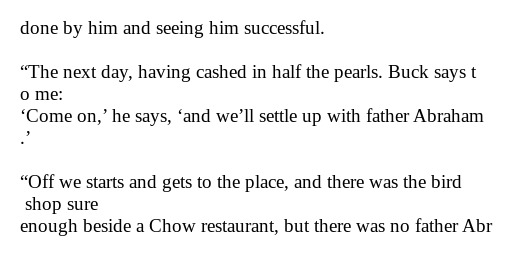 done by him and seeing him successful.
“The next day, having cashed in half the pearls. Buck says t
o me:
‘Come on,’ he says, ‘and we’ll settle up with father Abraham
.’
“Off we starts and gets to the place, and there was the bird
shop sure
enough beside a Chow restaurant, but there was no father Abr